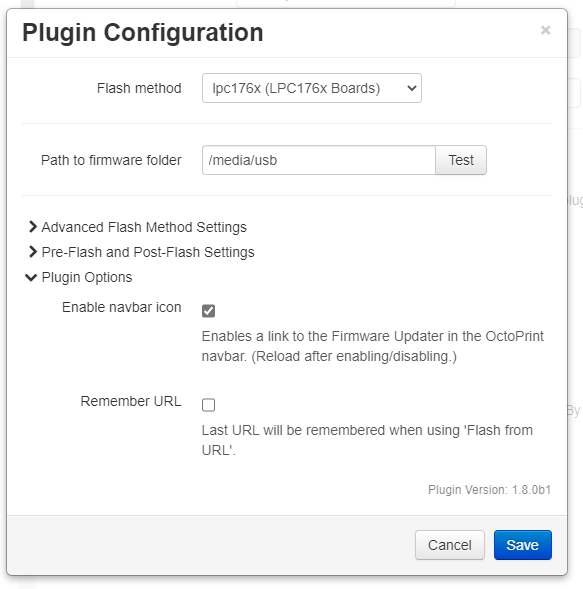 Plugin Configuration
×
Flash method
lpc176x (LPC176x Boards)
Path to firmware folder
/media/usb
Test
Advanced Flash Method Settings
Pre-Flash and Post-Flash Settings
Plugin Options
Enable navbar icon
Enables a link to the Firmware Updater in the OctoPrint
navbar. (Reload after enabling/disabling.)
Remember URL
Last URL will be remembered when using 'Flash from
URL'.
Plugin Version: 1.8.0b1
Cancel
Save
By